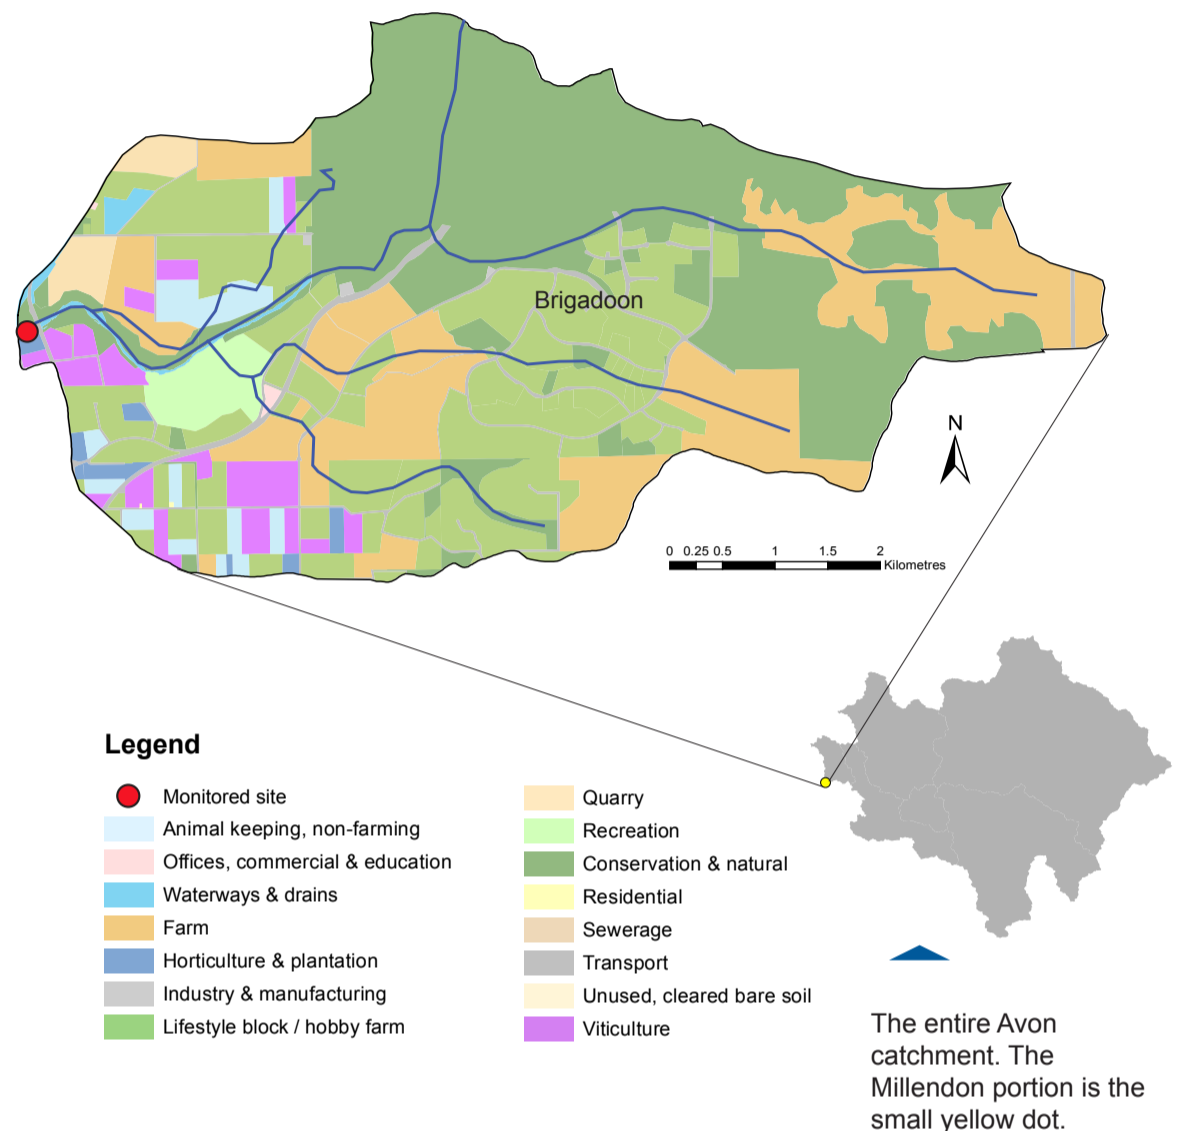 Brigadoon
N
0 0.25 0.5 1 1.5 2
Kilometres
Legend
Monitored site
Animal keeping, non-farming
Offices, commercial & education
Waterways & drains
Farm
Horticulture & plantation
Industry & manufacturing
Lifestyle block / hobby farm
Quarry
Recreation
Conservation & natural
Residential
Sewerage
Transport
Unused, cleared bare soil
Viticulture
The entire Avon
catchment. The
Millendon portion is the
small yellow dot.